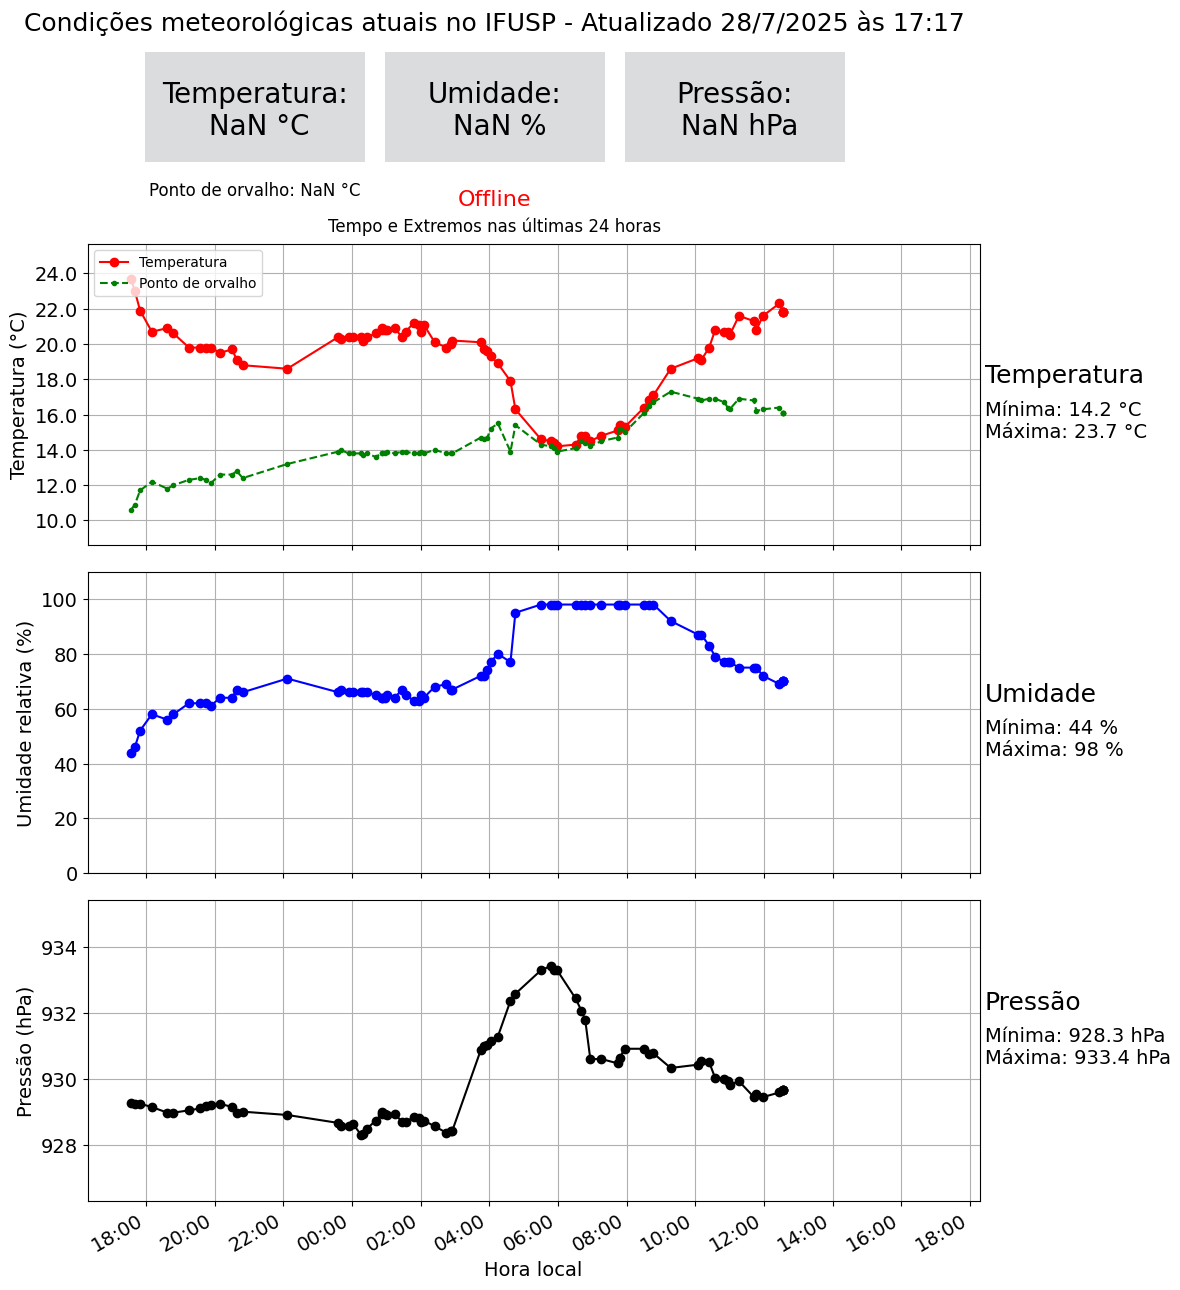 Condições meteorológicas atuais no IFUSP - Atualizado 28/7/2025 às 17:17
Temperatura:
NaN °C
Umidade:
NaN %
Pressão:
NaN hPa
Ponto de orvalho: NaN °C
Offline
Tempo e Extremos nas últimas 24 horas
Temperatura
Ponto de orvalho
Temperatura (°C)
24.0
22.0
20.0
18.0
16.0
14.0
12.0
10.0
Temperatura
Mínima: 14.2 °C
Máxima: 23.7 °C
Umidade relativa (%)
100
80
60
40
20
0
Umidade
Mínima: 44 %
Máxima: 98 %
Pressão (hPa)
934
932
930
928
Pressão
Mínima: 928.3 hPa
Máxima: 933.4 hPa
18:00 20:00 22:00 00:00 02:00 04:00 06:00 08:00 10:00 12:00 14:00 16:00 18:00
Hora local